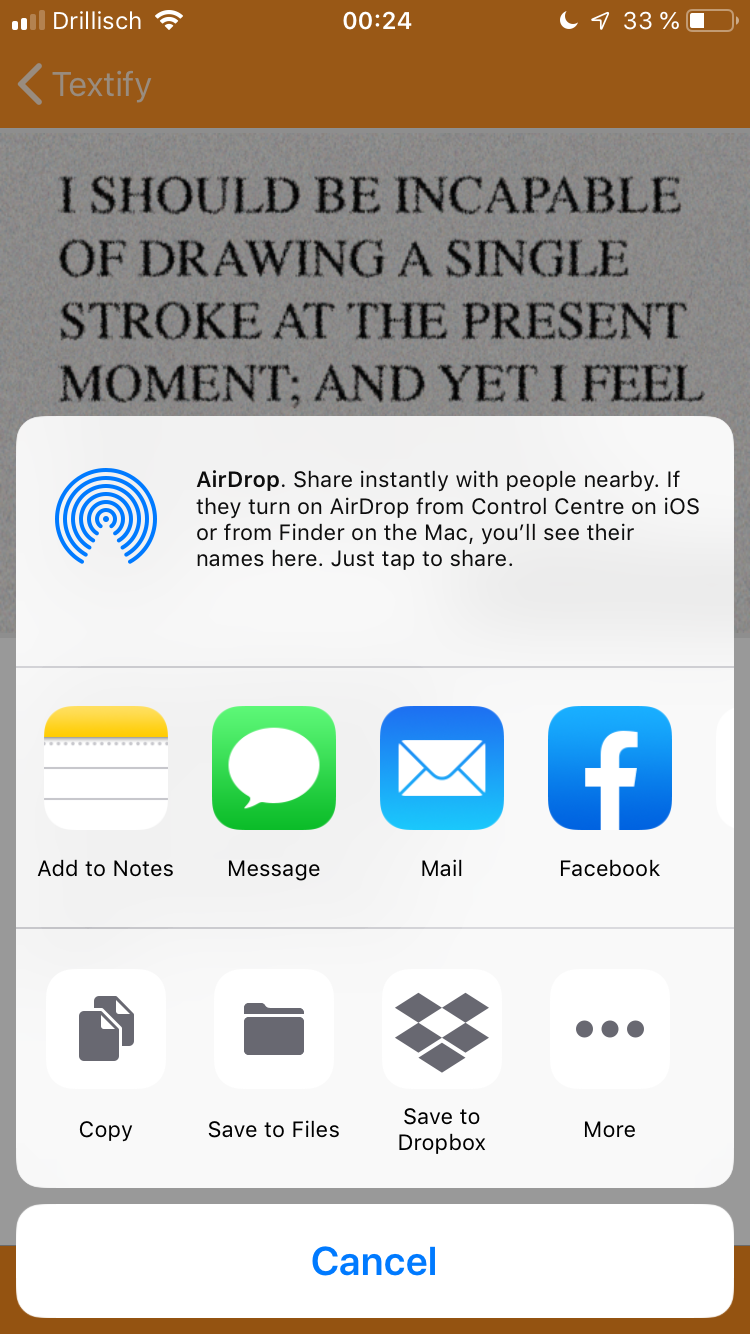 Drillisch 00:24 33 %
Textify
I SHOULD BE INCAPABLE
OF DRAWING A SINGLE
STROKE AT THE PRESENT
MOMENT; AND YET I FEEL
AirDrop. Share instantly with people nearby. If
they turn on AirDrop from Control Centre on iOS
or from Finder on the Mac, you’ll see their
names here. Just tap to share.
Add to Notes Message Mail Facebook
Copy Save to Files Save to Dropbox More
Cancel